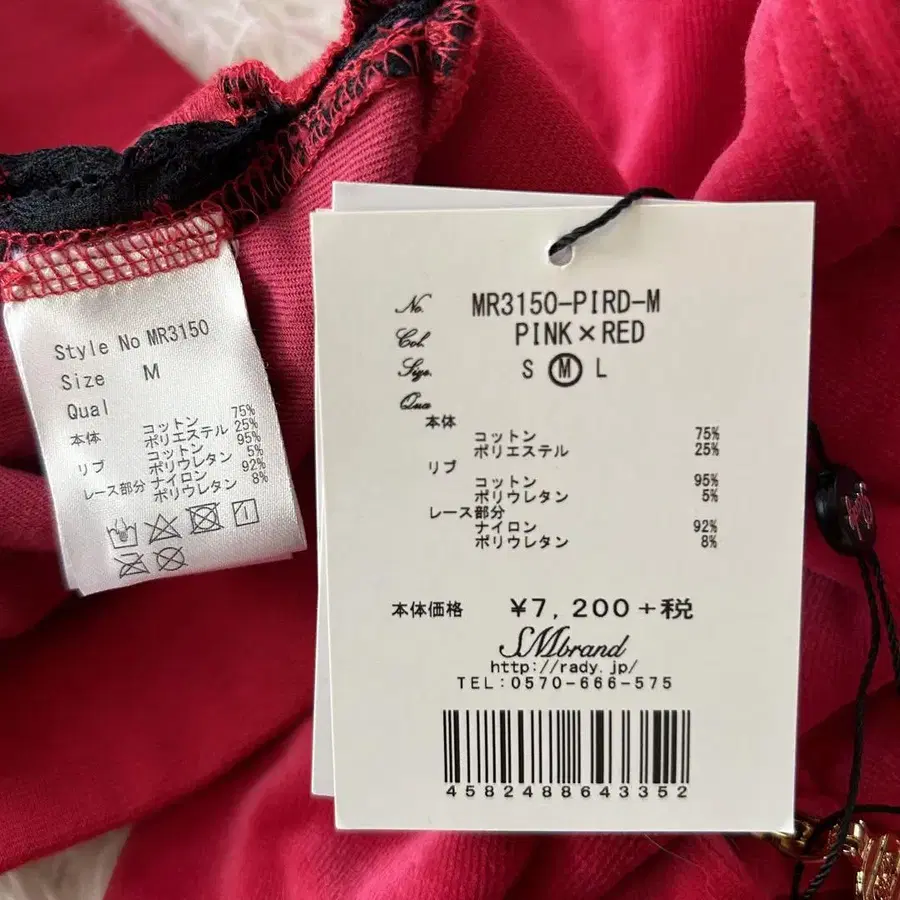 Style No MR3150
Size M
Qual
本体 コットン 75%
ポリエステル 25%
リブ コットン 95%
ポリウレタン 5%
レース部分 ナイロン 92%
ポリウレタン 8%
No. MR3150-PIRD-M
Col. PINK×RED
Size. S M L
Qua
本体
コットン 75%
ポリエステル 25%
リブ
コットン 95%
ポリウレタン 5%
レース部分
ナイロン 92%
ポリウレタン 8%
本体価格 ¥7,200+税
SMbrand
http://rady.jp/
TEL:0570-666-575
4582488643352